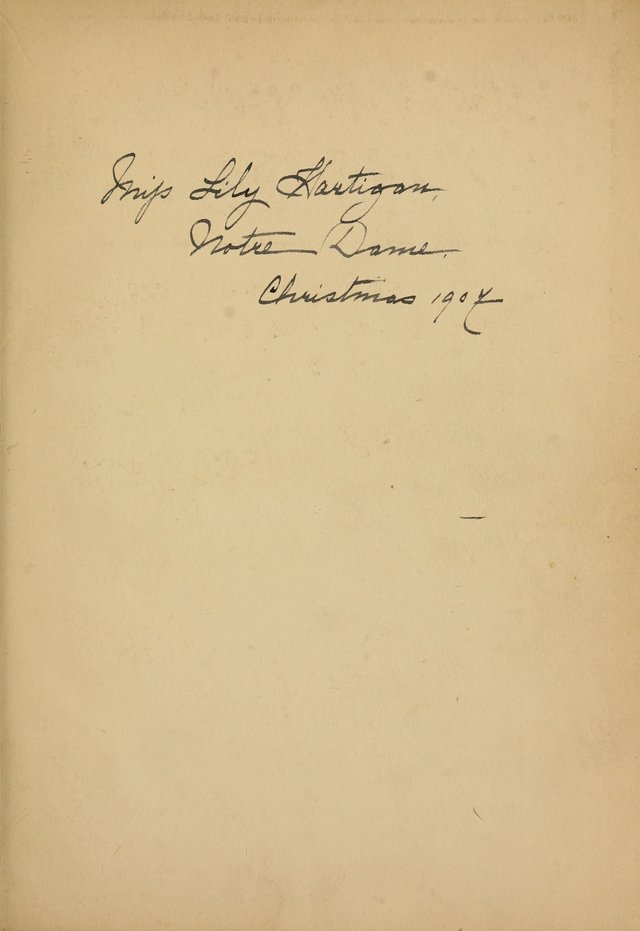 Miss Lily Hartigan,
Notre Dame.
Christmas 1907